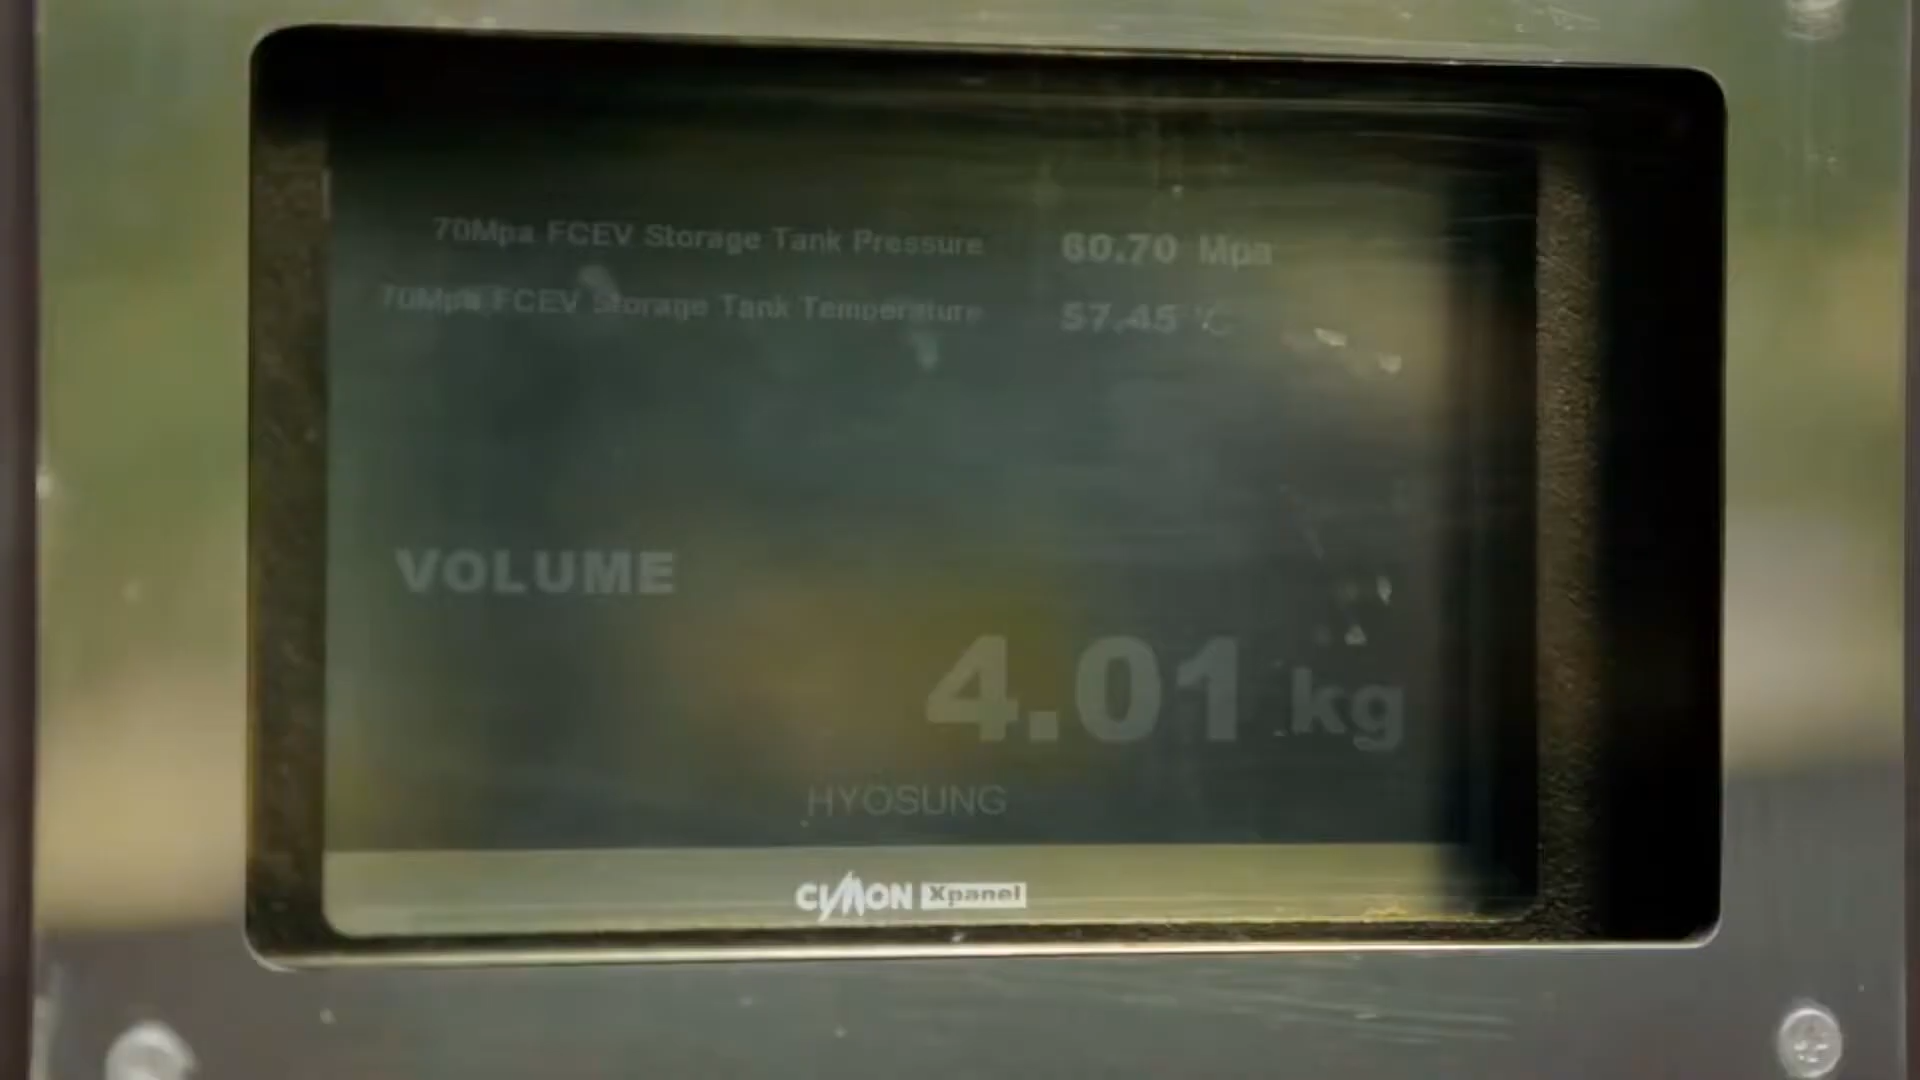 70Mpa FCEV Storage Tank Pressure 60.70 Mpa
70Mpa FCEV Storage Tank Temperature 57.45 °C
VOLUME
4.01 kg
HYOSUNG
CIMON Xpanel